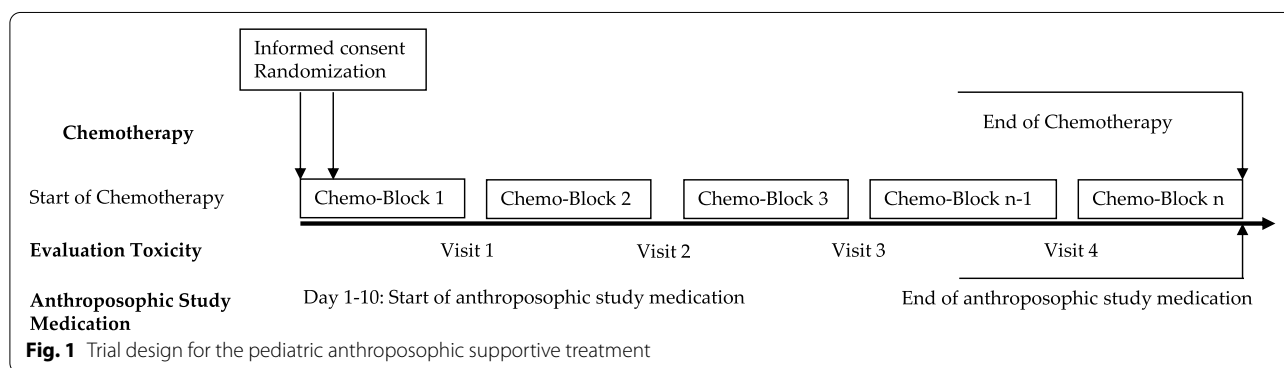 Informed consent
Randomization
Chemotherapy
End of Chemotherapy
Start of Chemotherapy
Chemo-Block 1
Chemo-Block 2
Chemo-Block 3
Chemo-Block n-1
Chemo-Block n
Evaluation Toxicity
Visit 1
Visit 2
Visit 3
Visit 4
Anthroposophic Study
Medication
Day 1-10: Start of anthroposophic study medication
End of anthroposophic study medication
Fig. 1 Trial design for the pediatric anthroposophic supportive treatment